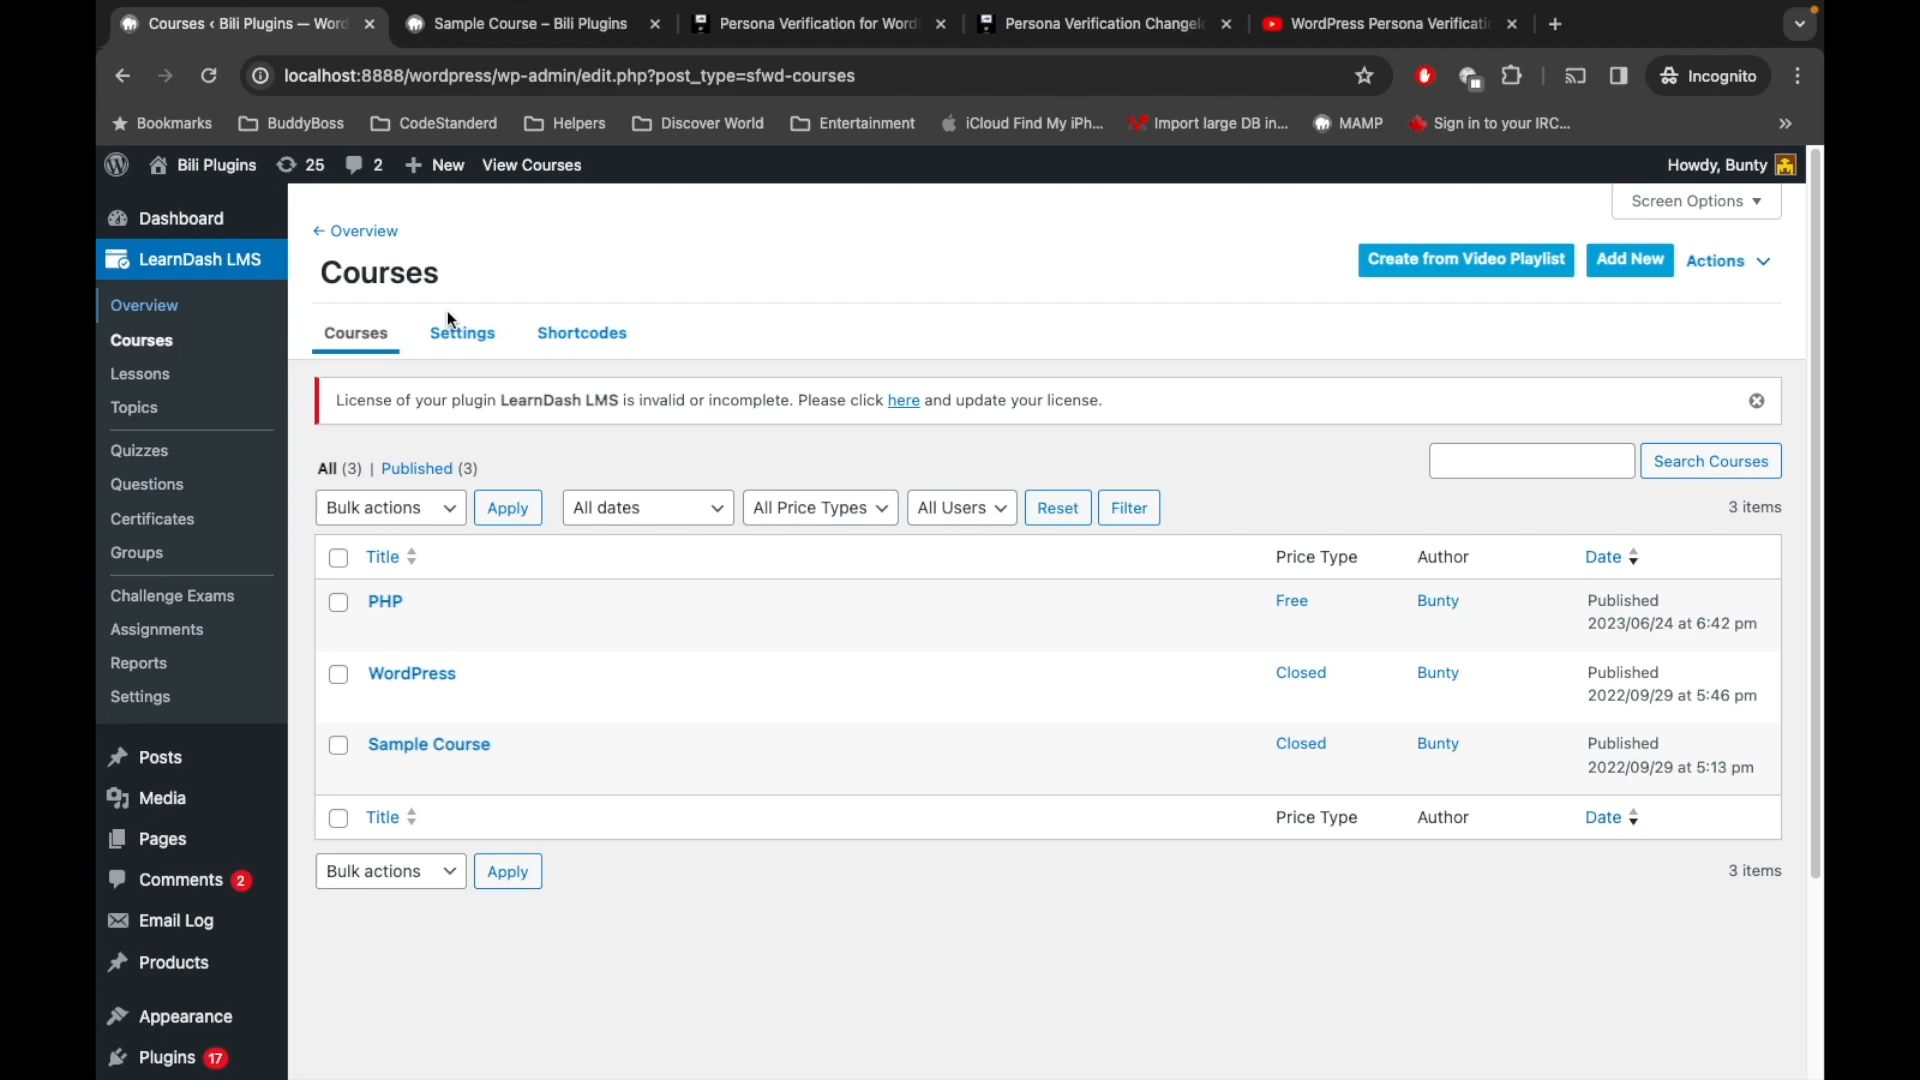 Courses ‹ Bili Plugins — Word
Sample Course – Bili Plugins
Persona Verification for Word
Persona Verification Changel
WordPress Persona Verificati
localhost:8888/wordpress/wp-admin/edit.php?post_type=sfwd-courses
Incognito
Bookmarks
BuddyBoss
CodeStanderd
Helpers
Discover World
Entertainment
iCloud Find My iPh...
Import large DB in...
MAMP
Sign in to your IRC...
Bili Plugins
25
2
New
View Courses
Howdy, Bunty
Dashboard
LearnDash LMS
Overview
Courses
Lessons
Topics
Quizzes
Questions
Certificates
Groups
Challenge Exams
Assignments
Reports
Settings
Posts
Media
Pages
Comments 2
Email Log
Products
Appearance
Plugins 17
Screen Options
← Overview
Courses
Create from Video Playlist
Add New
Actions
Courses
Settings
Shortcodes
License of your plugin LearnDash LMS is invalid or incomplete. Please click here and update your license.
All (3) | Published (3)
Search Courses
Bulk actions
Apply
All dates
All Price Types
All Users
Reset
Filter
3 items
Title
Price Type
Author
Date
PHP
Free
Bunty
Published
2023/06/24 at 6:42 pm
WordPress
Closed
Bunty
Published
2022/09/29 at 5:46 pm
Sample Course
Closed
Bunty
Published
2022/09/29 at 5:13 pm
Title
Price Type
Author
Date
Bulk actions
Apply
3 items